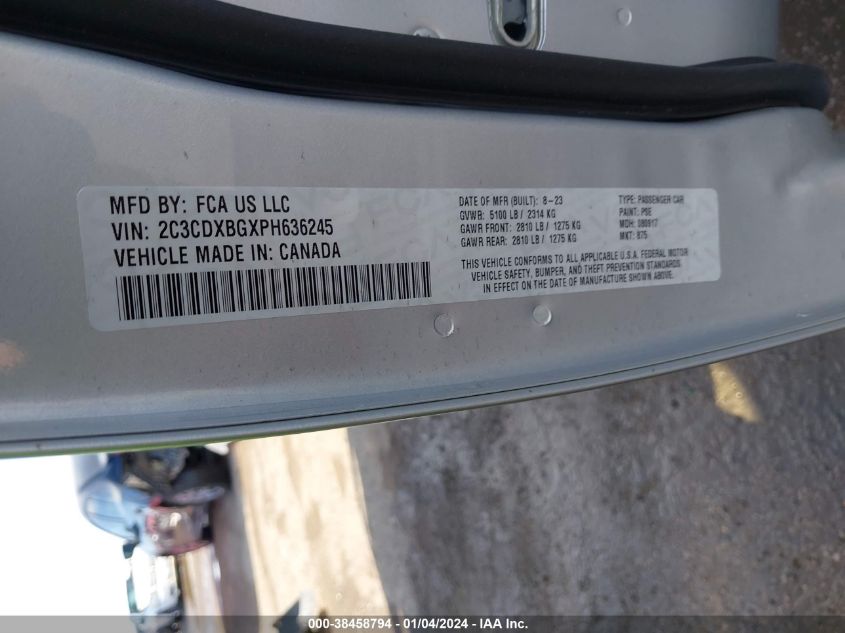 MFD BY: FCA US LLC
VIN: 2C3CDXBGXPH636245
VEHICLE MADE IN: CANADA
DATE OF MFR (BUILT): 8-23
GVWR: 5100 LB / 2314 KG
GAWR FRONT: 2810 LB / 1275 KG
GAWR REAR: 2810 LB / 1275 KG
TYPE: PASSENGER CAR
PAINT: PSE
MDH: 080917
MKT: 875
THIS VEHICLE CONFORMS TO ALL APPLICABLE U.S.A. FEDERAL MOTOR
VEHICLE SAFETY, BUMPER, AND THEFT PREVENTION STANDARDS
IN EFFECT ON THE DATE OF MANUFACTURE SHOWN ABOVE.
000-38458794 - 01/04/2024 - IAA Inc.